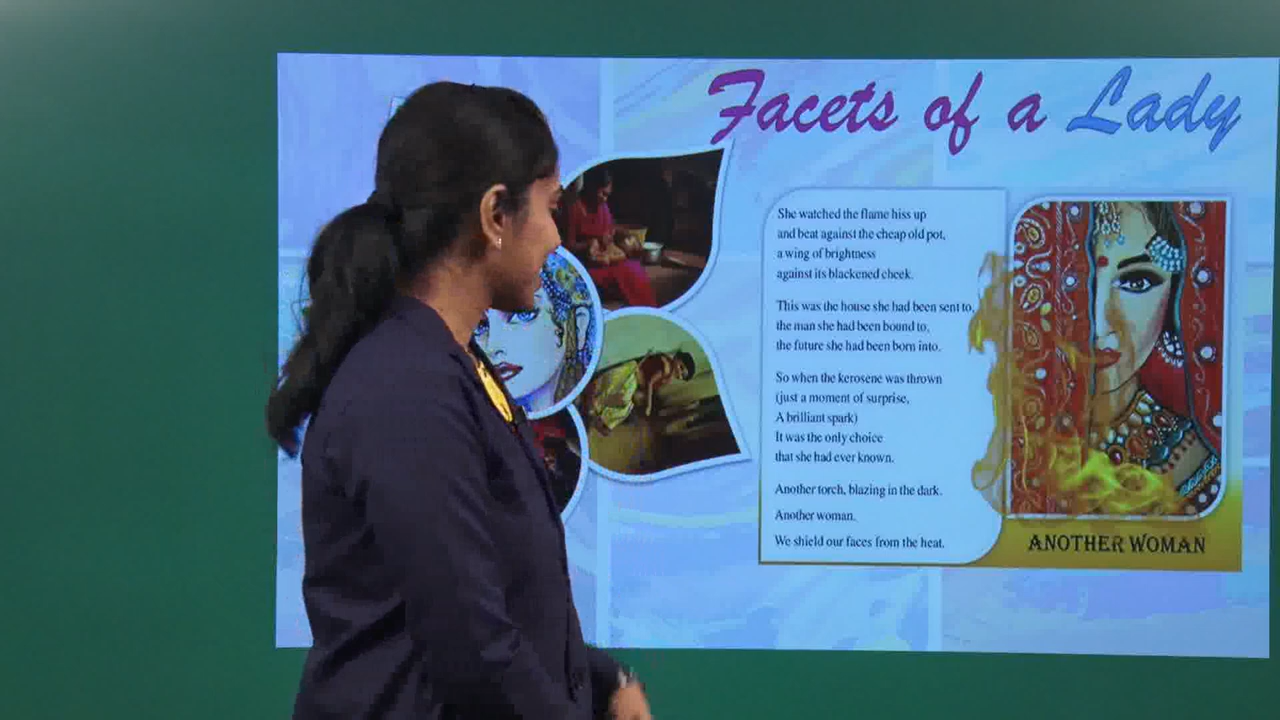 Facets of a Lady
She watched the flame hiss up
and beat against the cheap old pot,
a wing of brightness
against its blackened cheek.
This was the house she had been sent to,
the man she had been bound to,
the future she had been born into.
So when the kerosene was thrown
(just a moment of surprise,
A brilliant spark)
It was the only choice
that she had ever known.
Another torch, blazing in the dark.
Another woman.
We shield our faces from the heat.
ANOTHER WOMAN